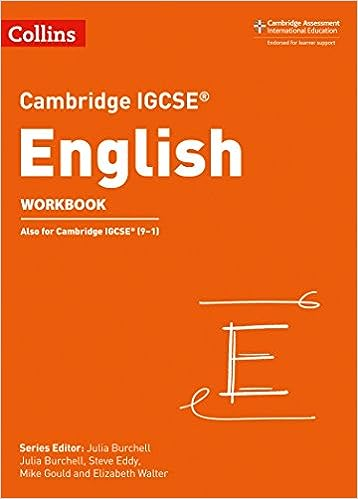 Collins
Cambridge Assessment
International Education
Endorsed for learner support
Cambridge IGCSE®
English
WORKBOOK
Also for Cambridge IGCSE® (9–1)
E
Series Editor: Julia Burchell
Julia Burchell, Steve Eddy,
Mike Gould and Elizabeth Walter